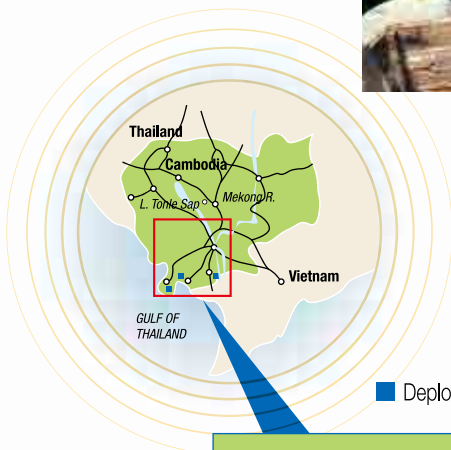 Thailand
Cambodia
L. Tonle Sap
Mekong R.
Vietnam
GULF OF
THAILAND
Deplo